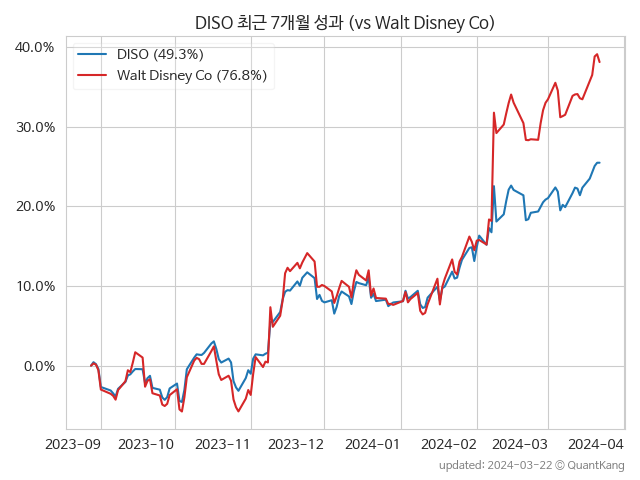 DISO 최근 7개월 성과 (vs Walt Disney Co)
DISO (49.3%)
Walt Disney Co (76.8%)
40.0%
30.0%
20.0%
10.0%
0.0%
2023-09 2023-10 2023-11 2023-12 2024-01 2024-02 2024-03 2024-04
updated: 2024-03-22 © QuantKang